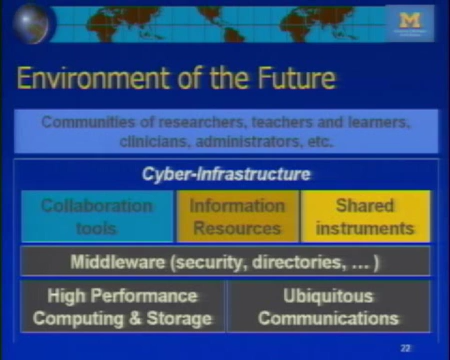 M
Environment of the Future
Communities of researchers, teachers and learners,
clinicians, administrators, etc.
Cyber-Infrastructure
Collaboration
tools
Information
Resources
Shared
instruments
Middleware (security, directories, ... )
High Performance
Computing & Storage
Ubiquitous
Communications
22